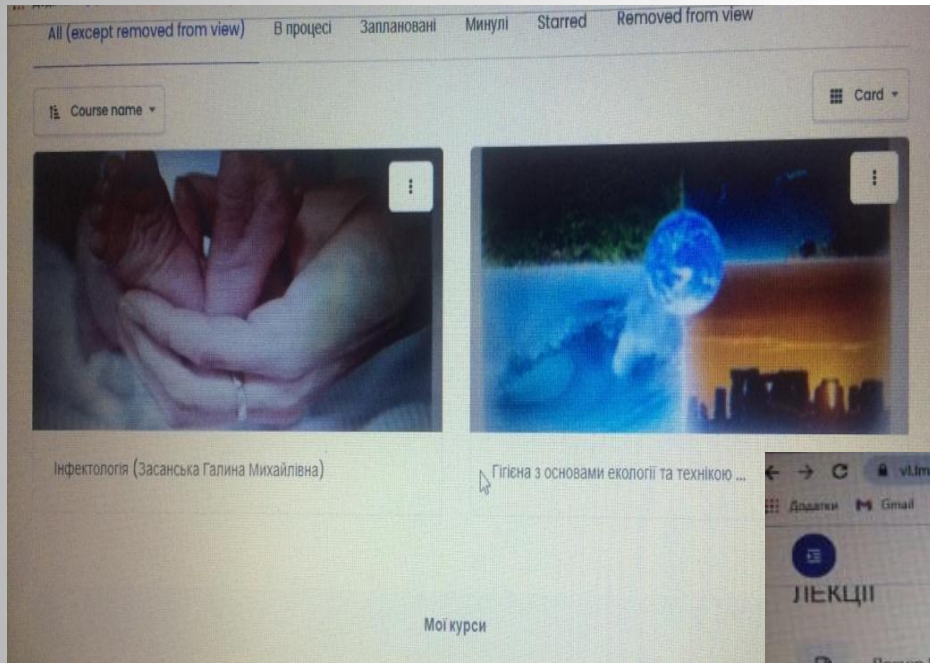 All (except removed from view) В процесі Заплановані Минулі Starred Removed from view
Course name
Card
Інфектологія (Засанська Галина Михайлівна)
Гігієна з основами екології та технікою ...
Мої курси
Додатки Gmail
ЛЕКЦІЇ